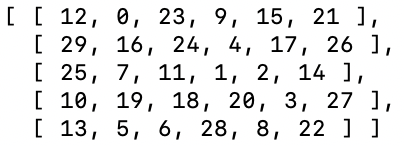 [ [ 12, 0, 23, 9, 15, 21 ],
[ 29, 16, 24, 4, 17, 26 ],
[ 25, 7, 11, 1, 2, 14 ],
[ 10, 19, 18, 20, 3, 27 ],
[ 13, 5, 6, 28, 8, 22 ] ]